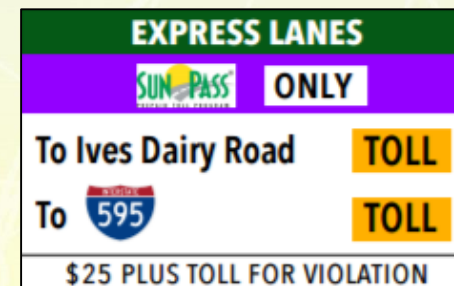 EXPRESS LANES
SUNPASS ONLY
PREPAID TOLL PROGRAM
To Ives Dairy Road TOLL
To INTERSTATE 595 TOLL
$25 PLUS TOLL FOR VIOLATION